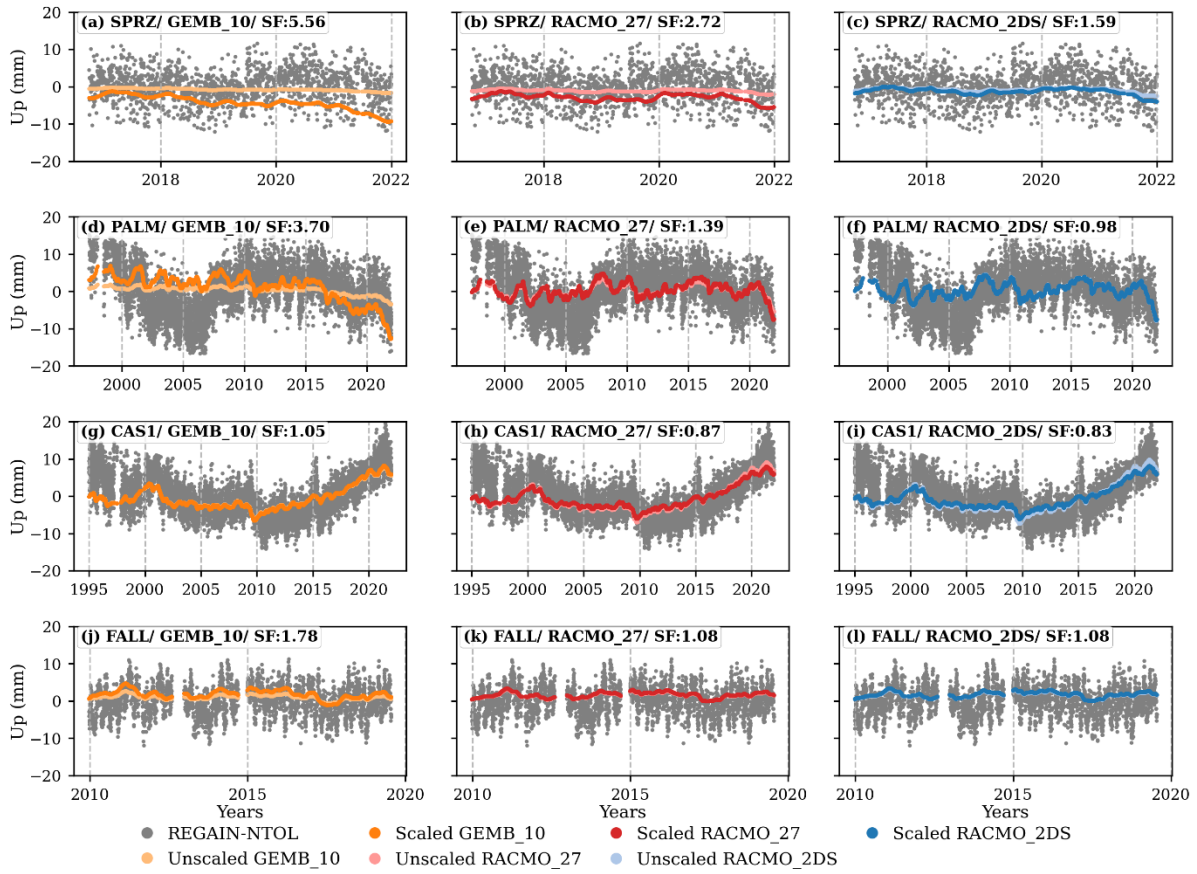 (a) SPRZ/ GEMB_10/ SF:5.56
(b) SPRZ/ RACMO_27/ SF:2.72
(c) SPRZ/ RACMO_2DS/ SF:1.59
Up (mm)
20
10
0
−10
−20
2018 2020 2022
2018 2020 2022
2018 2020 2022
(d) PALM/ GEMB_10/ SF:3.70
(e) PALM/ RACMO_27/ SF:1.39
(f) PALM/ RACMO_2DS/ SF:0.98
Up (mm)
20
10
0
−10
−20
2000 2005 2010 2015 2020
2000 2005 2010 2015 2020
2000 2005 2010 2015 2020
(g) CAS1/ GEMB_10/ SF:1.05
(h) CAS1/ RACMO_27/ SF:0.87
(i) CAS1/ RACMO_2DS/ SF:0.83
Up (mm)
20
10
0
−10
−20
1995 2000 2005 2010 2015 2020
1995 2000 2005 2010 2015 2020
1995 2000 2005 2010 2015 2020
(j) FALL/ GEMB_10/ SF:1.78
(k) FALL/ RACMO_27/ SF:1.08
(l) FALL/ RACMO_2DS/ SF:1.08
Up (mm)
20
10
0
−10
−20
2010 2015 2020
2010 2015 2020
2010 2015 2020
Years
Years
Years
REGAIN-NTOL
Scaled GEMB_10
Scaled RACMO_27
Scaled RACMO_2DS
Unscaled GEMB_10
Unscaled RACMO_27
Unscaled RACMO_2DS